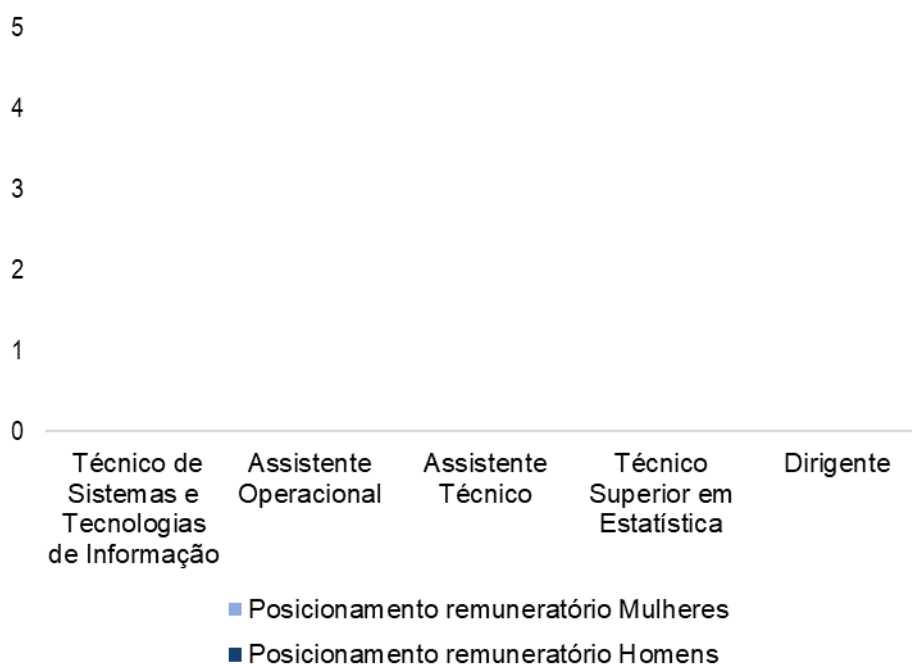 5
4
3
2
1
0
Técnico de
Sistemas e
Tecnologias
de Informação
Assistente
Operacional
Assistente
Técnico
Técnico
Superior em
Estatística
Dirigente
Posicionamento remuneratório Mulheres
Posicionamento remuneratório Homens